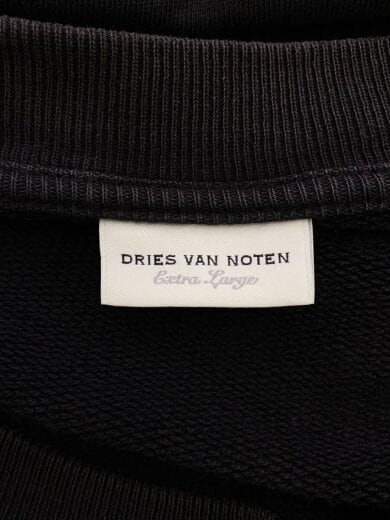 DRIES VAN NOTEN
Extra Large